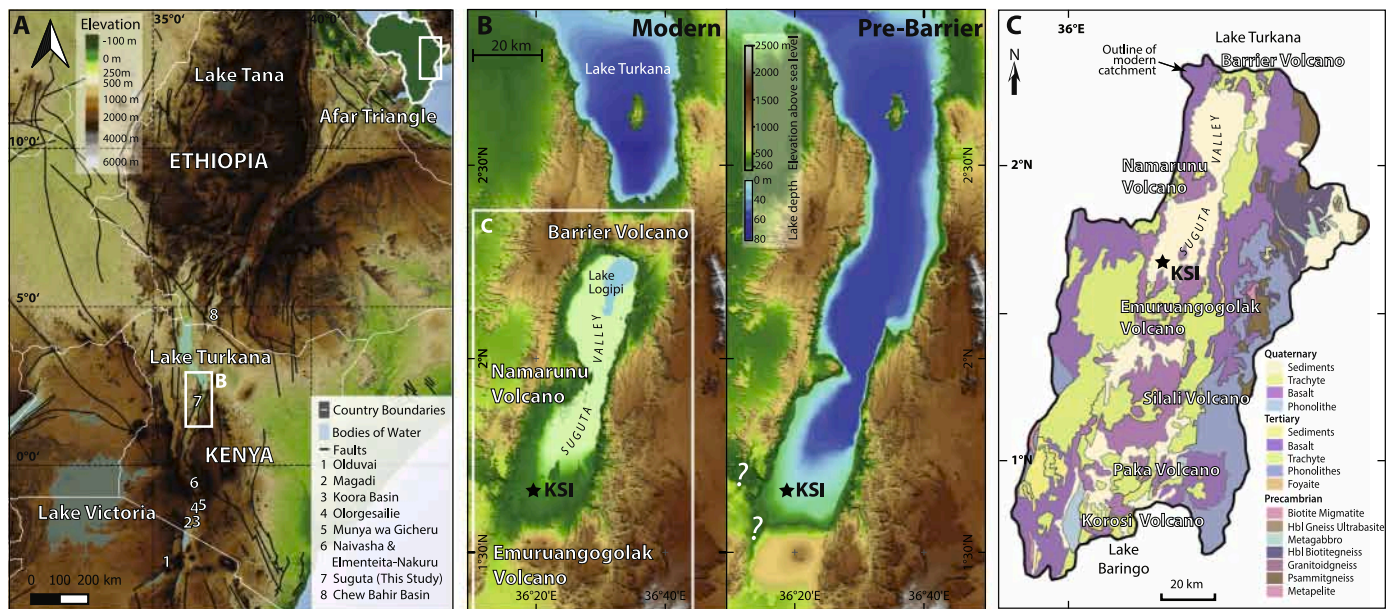 A
Elevation
-100 m
0 m
250m
500 m
1000 m
2000 m
4000 m
6000 m
35°0'
40°0'
Lake Tana
Afar Triangle
10°0'
ETHIOPIA
5°0'
8
Lake Turkana
B
7
KENYA
0°0'
6
45
23
Lake Victoria
1
0 100 200 km
Country Boundaries
Bodies of Water
Faults
1 Olduvai
2 Magadi
3 Koora Basin
4 Olorgesailie
5 Munya wa Gicheru
6 Naivasha &
Elmenteita-Nakuru
7 Suguta (This Study)
8 Chew Bahir Basin
B
Modern
20 km
Lake Turkana
2°30'N
C
Barrier Volcano
Lake
Logipi
VALLEY
2°N
Namarunu
Volcano
SUGUTA
KSI
Emuruangogolak
Volcano
1°30'N
36°20'E
36°40'E
Pre-Barrier
2500 m
2000
1500
1000
500
260
Elevation above sea level
0 m
40
60
80
Lake depth
2°30'N
2°N
?
KSI
?
1°30'N
36°20'E
36°40'E
C
36°E
N
Lake Turkana
Outline of
modern
catchment
Barrier Volcano
VALLEY
2°N
Namarunu
Volcano
SUGUTA
KSI
Emuruangogolak
Volcano
Silali Volcano
1°N
Paka Volcano
Korosi Volcano
Lake
Baringo
20 km
Quaternary
Sediments
Trachyte
Basalt
Phonolithe
Tertiary
Sediments
Basalt
Trachyte
Phonolithes
Foyaite
Precambrian
Biotite Migmatite
Hbl Gneiss Ultrabasite
Metagabbro
Hbl Biotitegneiss
Granitoidgneiss
Psammitgneiss
Metapelite